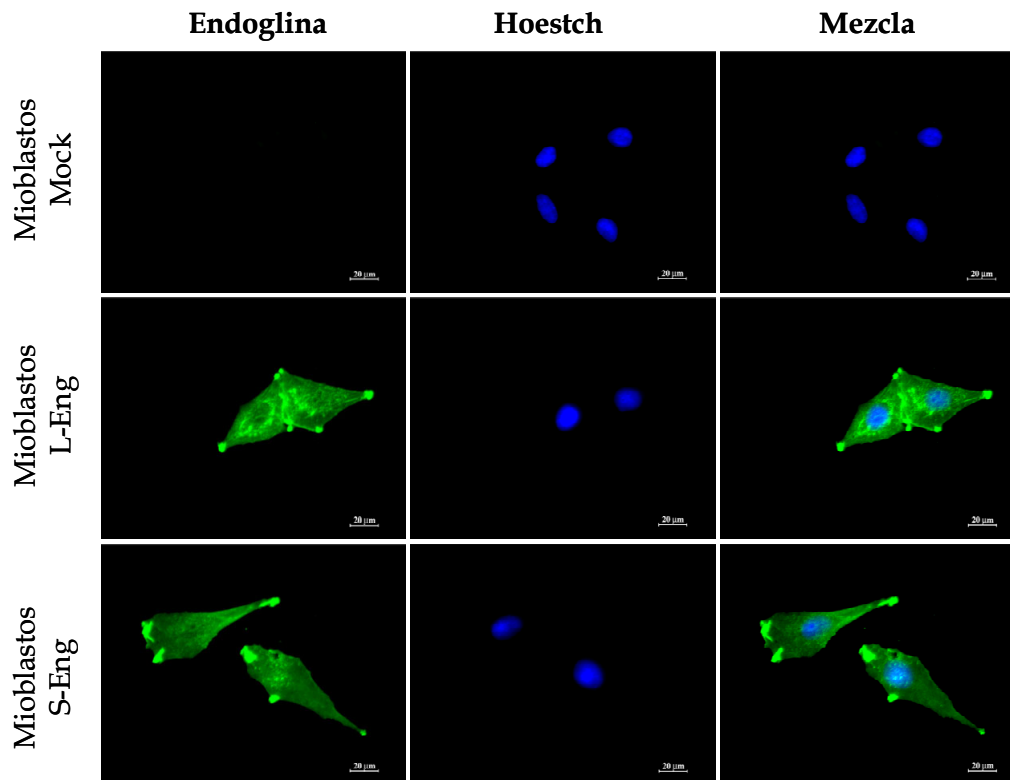 Endoglina
Hoestch
Mezcla
Mioblastos
Mock
20 µm
20 µm
20 µm
Mioblastos
L-Eng
20 µm
20 µm
20 µm
Mioblastos
S-Eng
20 µm
20 µm
20 µm